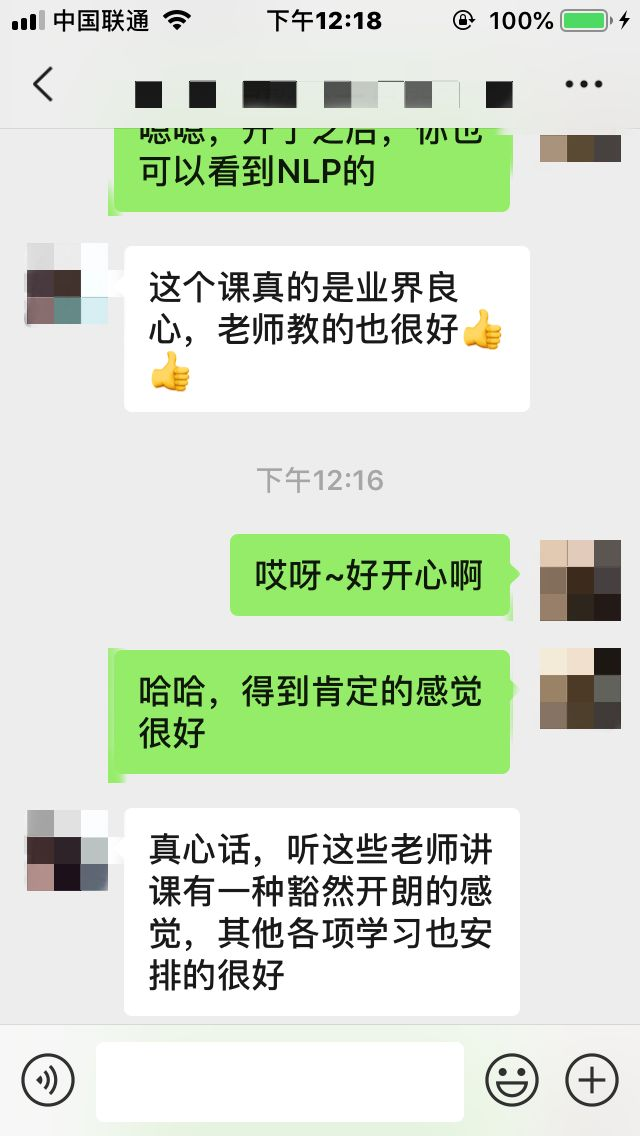 中国联通 下午12:18 100%
嗯嗯，开了之后，你也
可以看到NLP的
这个课真的是业界良
心，老师教的也很好👍
👍
下午12:16
哎呀~好开心啊
哈哈，得到肯定的感觉
很好
真心话，听这些老师讲
课有一种豁然开朗的感
觉，其他各项学习也安
排的很好